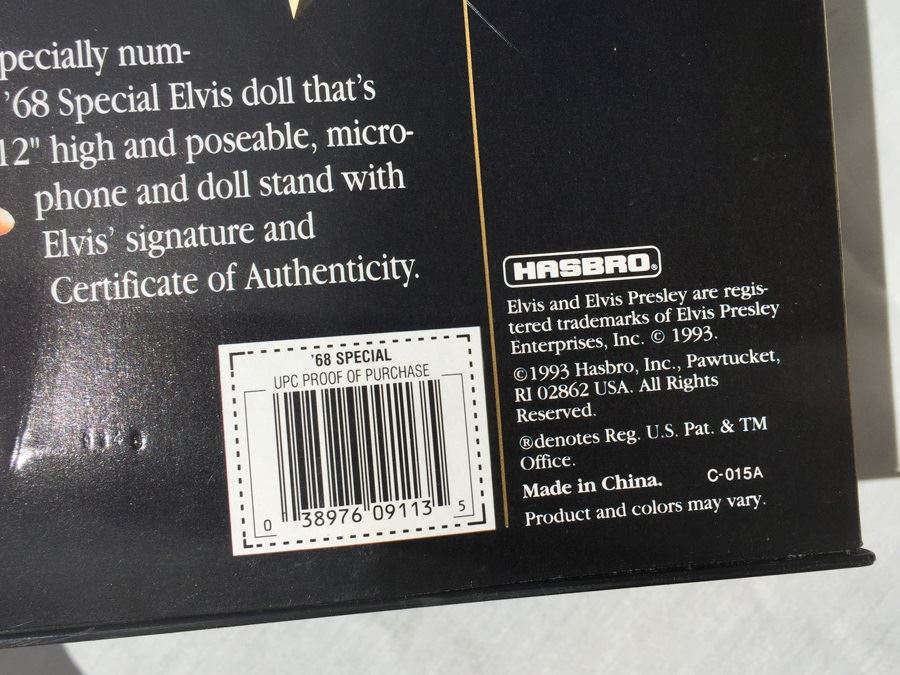 num-
'68 Special Elvis doll that's
12" high and poseable, micro-
phone and doll stand with
Elvis' signature and
Certificate of Authenticity.
'68 SPECIAL
UPC PROOF OF PURCHASE
0 38976 09113 5
HASBRO®
Elvis and Elvis Presley are regis-
tered trademarks of Elvis Presley
Enterprises, Inc. © 1993.
©1993 Hasbro, Inc., Pawtucket,
RI 02862 USA. All Rights
Reserved.
®denotes Reg. U.S. Pat. & TM
Office.
Made in China. C-015A
Product and colors may vary.